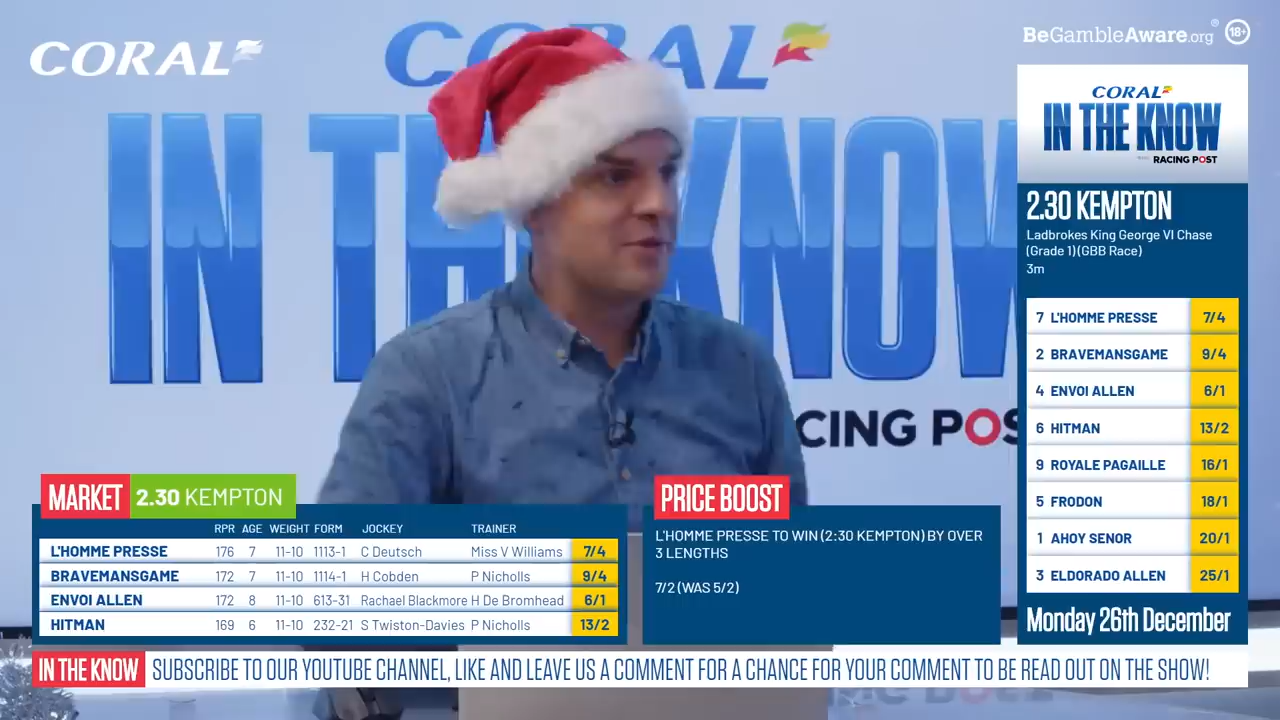 CORAL
CORAL
BeGambleAware.org® 18+
IN THE KNOW
RACING POST
CORAL
IN THE KNOW
RACING POST
2.30 KEMPTON
Ladbrokes King George VI Chase
(Grade 1)(GBB Race)
3m
7 L'HOMME PRESSE 7/4
2 BRAVEMANSGAME 9/4
4 ENVOI ALLEN 6/1
6 HITMAN 13/2
9 ROYALE PAGAILLE 16/1
5 FRODON 18/1
1 AHOY SENOR 20/1
3 ELDORADO ALLEN 25/1
Monday 26th December
MARKET 2.30 KEMPTON
RPR AGE WEIGHT FORM JOCKEY TRAINER
L'HOMME PRESSE 176 7 11-10 1113-1 C Deutsch Miss V Williams 7/4
BRAVEMANSGAME 172 7 11-10 1114-1 H Cobden P Nicholls 9/4
ENVOI ALLEN 172 8 11-10 613-31 Rachael Blackmore H De Bromhead 6/1
HITMAN 169 6 11-10 232-21 S Twiston-Davies P Nicholls 13/2
PRICE BOOST
L'HOMME PRESSE TO WIN (2:30 KEMPTON) BY OVER
3 LENGTHS
7/2 (WAS 5/2)
IN THE KNOW SUBSCRIBE TO OUR YOUTUBE CHANNEL, LIKE AND LEAVE US A COMMENT FOR A CHANCE FOR YOUR COMMENT TO BE READ OUT ON THE SHOW!